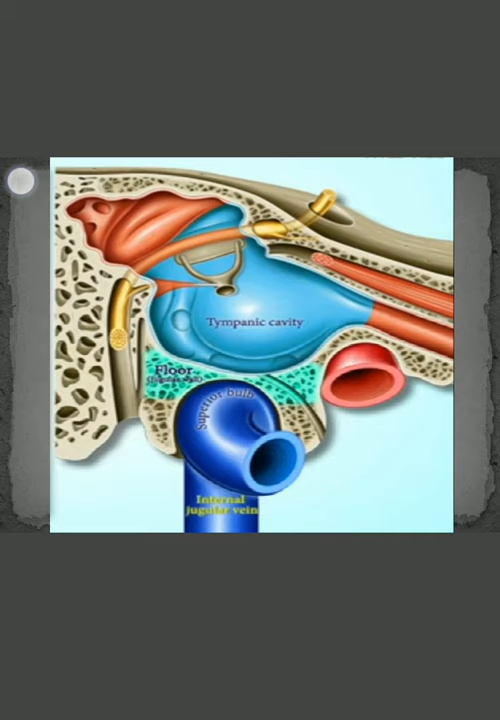 Tympanic cavity
Floor
Superior bulb
Internal
jugular vein